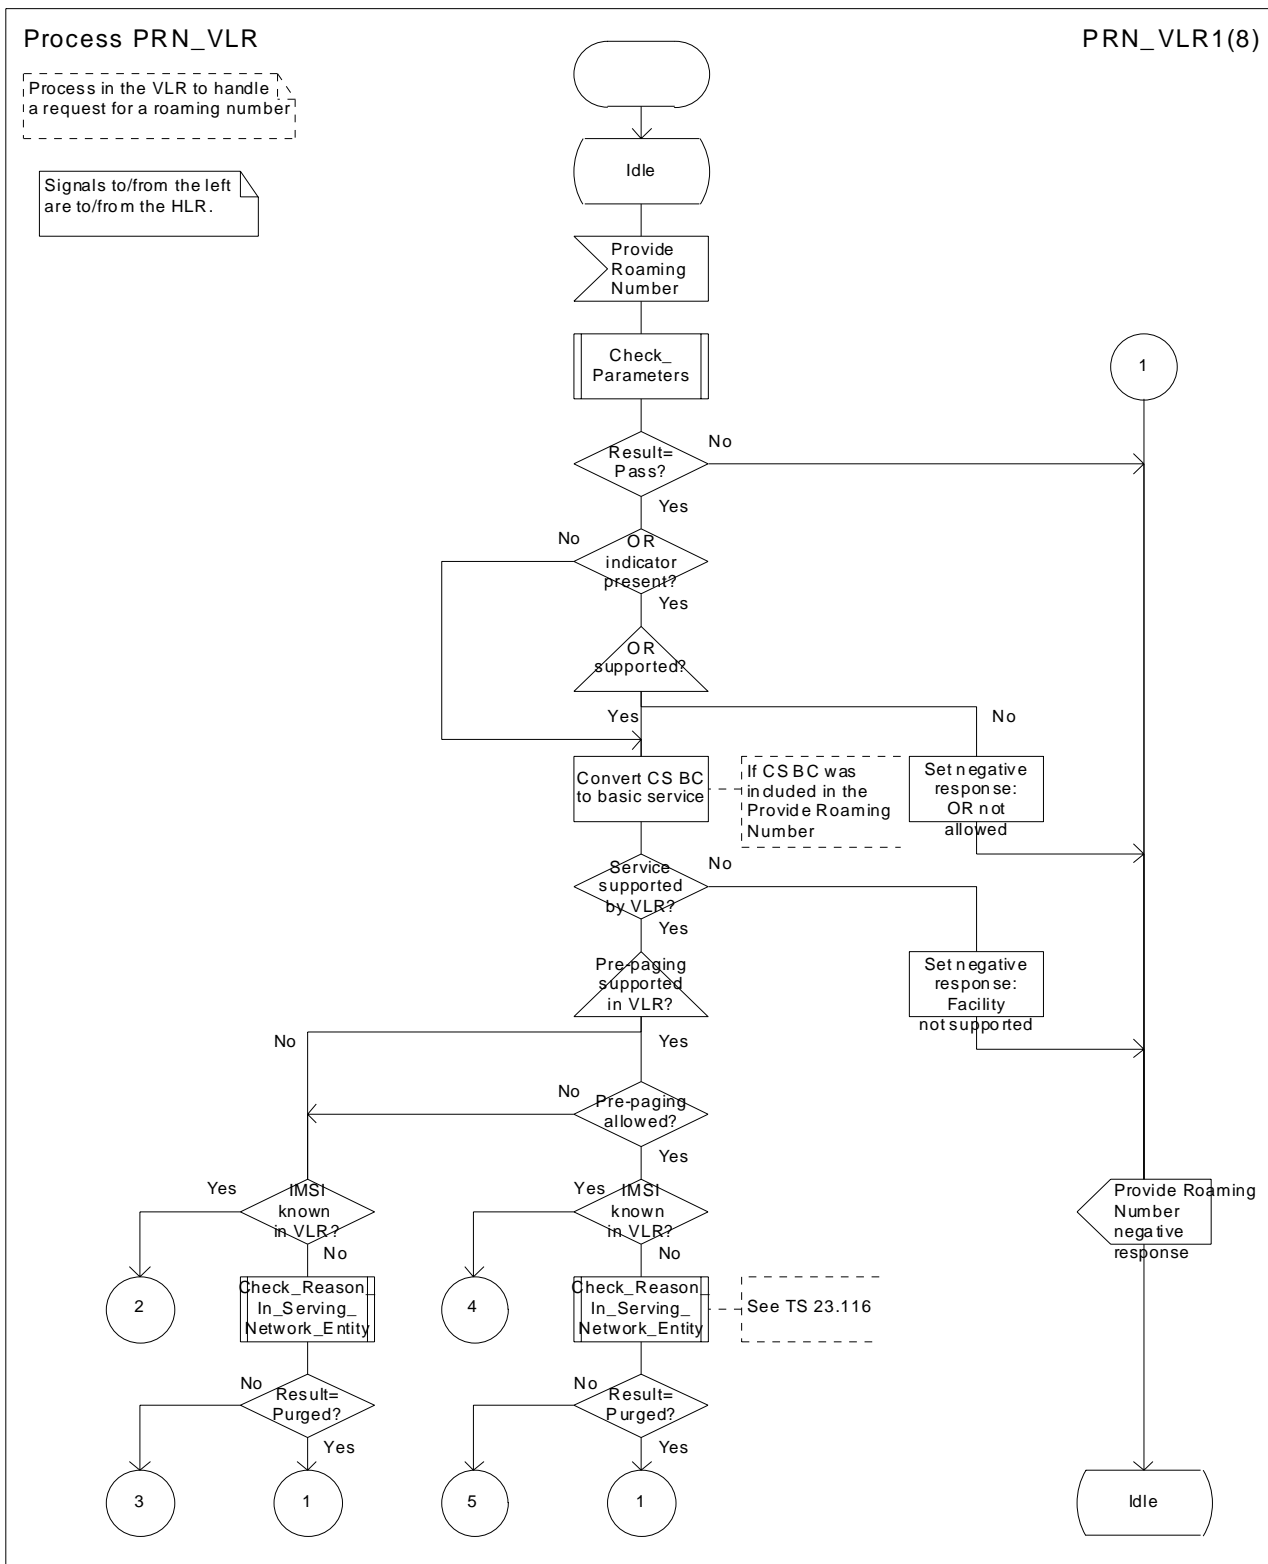 Process PRN_VLR
PRN_VLR1(8)
Process in the VLR to handle
a request for a roaming number
Signals to/from the left
are to/from the HLR.
Idle
Provide
Roaming
Number
Check_
Parameters
1
Result=
Pass?
No
Yes
No
OR
indicator
present?
Yes
OR
supported?
Yes
No
Convert CS BC
to basic service
If CS BC was
included in the
Provide Roaming
Number
Set negative
response:
OR not
allowed
Service
supported
by VLR?
No
Yes
Pre-paging
supported
in VLR?
Set negative
response:
Facility
not supported
No
Yes
No
Pre-paging
allowed?
Yes
Yes
IMSI
known
in VLR?
No
Yes
IMSI
known
in VLR?
No
Provide Roaming
Number
negative
response
2
Check_Reason_
In_Serving_
Network_Entity
4
Check_Reason_
In_Serving_
Network_Entity
See TS 23.116
No
Result=
Purged?
Yes
No
Result=
Purged?
Yes
3
1
5
1
Idle